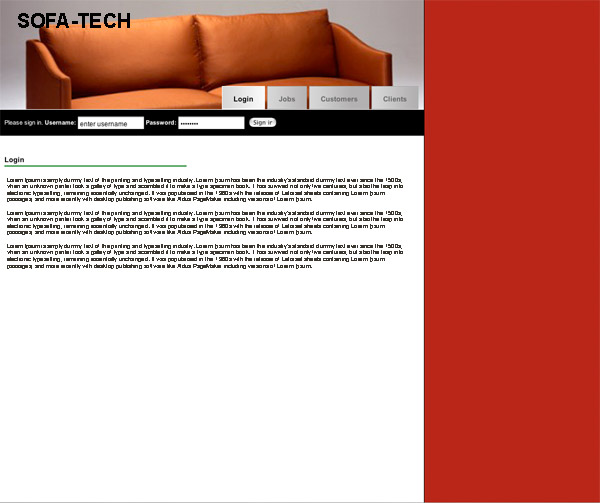 SOFA-TECH
Login Jobs Customers Clients
Please sign in. Username: enter username Password: •••••••• Sign in
Login
Lorem Ipsum is simply dummy text of the printing and typesetting industry. Lorem Ipsum has been the industry's standard dummy text ever since the 1500s,
when an unknown printer took a galley of type and scrambled it to make a type specimen book. It has survived not only five centuries, but also the leap into
electronic typesetting, remaining essentially unchanged. It was popularised in the 1960s with the release of Letraset sheets containing Lorem Ipsum
passages, and more recently with desktop publishing software like Aldus PageMaker including versions of Lorem Ipsum.
Lorem Ipsum is simply dummy text of the printing and typesetting industry. Lorem Ipsum has been the industry's standard dummy text ever since the 1500s,
when an unknown printer took a galley of type and scrambled it to make a type specimen book. It has survived not only five centuries, but also the leap into
electronic typesetting, remaining essentially unchanged. It was popularised in the 1960s with the release of Letraset sheets containing Lorem Ipsum
passages, and more recently with desktop publishing software like Aldus PageMaker including versions of Lorem Ipsum.
Lorem Ipsum is simply dummy text of the printing and typesetting industry. Lorem Ipsum has been the industry's standard dummy text ever since the 1500s,
when an unknown printer took a galley of type and scrambled it to make a type specimen book. It has survived not only five centuries, but also the leap into
electronic typesetting, remaining essentially unchanged. It was popularised in the 1960s with the release of Letraset sheets containing Lorem Ipsum
passages, and more recently with desktop publishing software like Aldus PageMaker including versions of Lorem Ipsum.